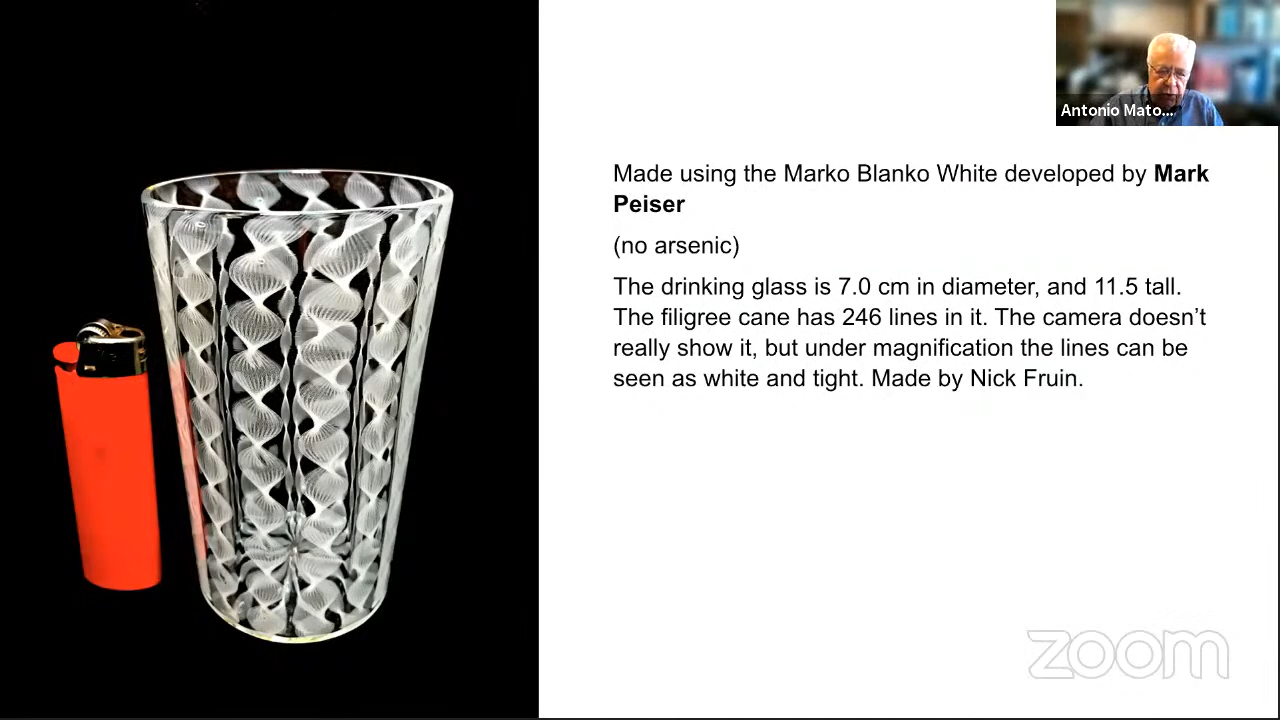 Antonio Mato...
Made using the Marko Blanko White developed by Mark
Peiser
(no arsenic)
The drinking glass is 7.0 cm in diameter, and 11.5 tall.
The filigree cane has 246 lines in it. The camera doesn’t
really show it, but under magnification the lines can be
seen as white and tight. Made by Nick Fruin.
zoom